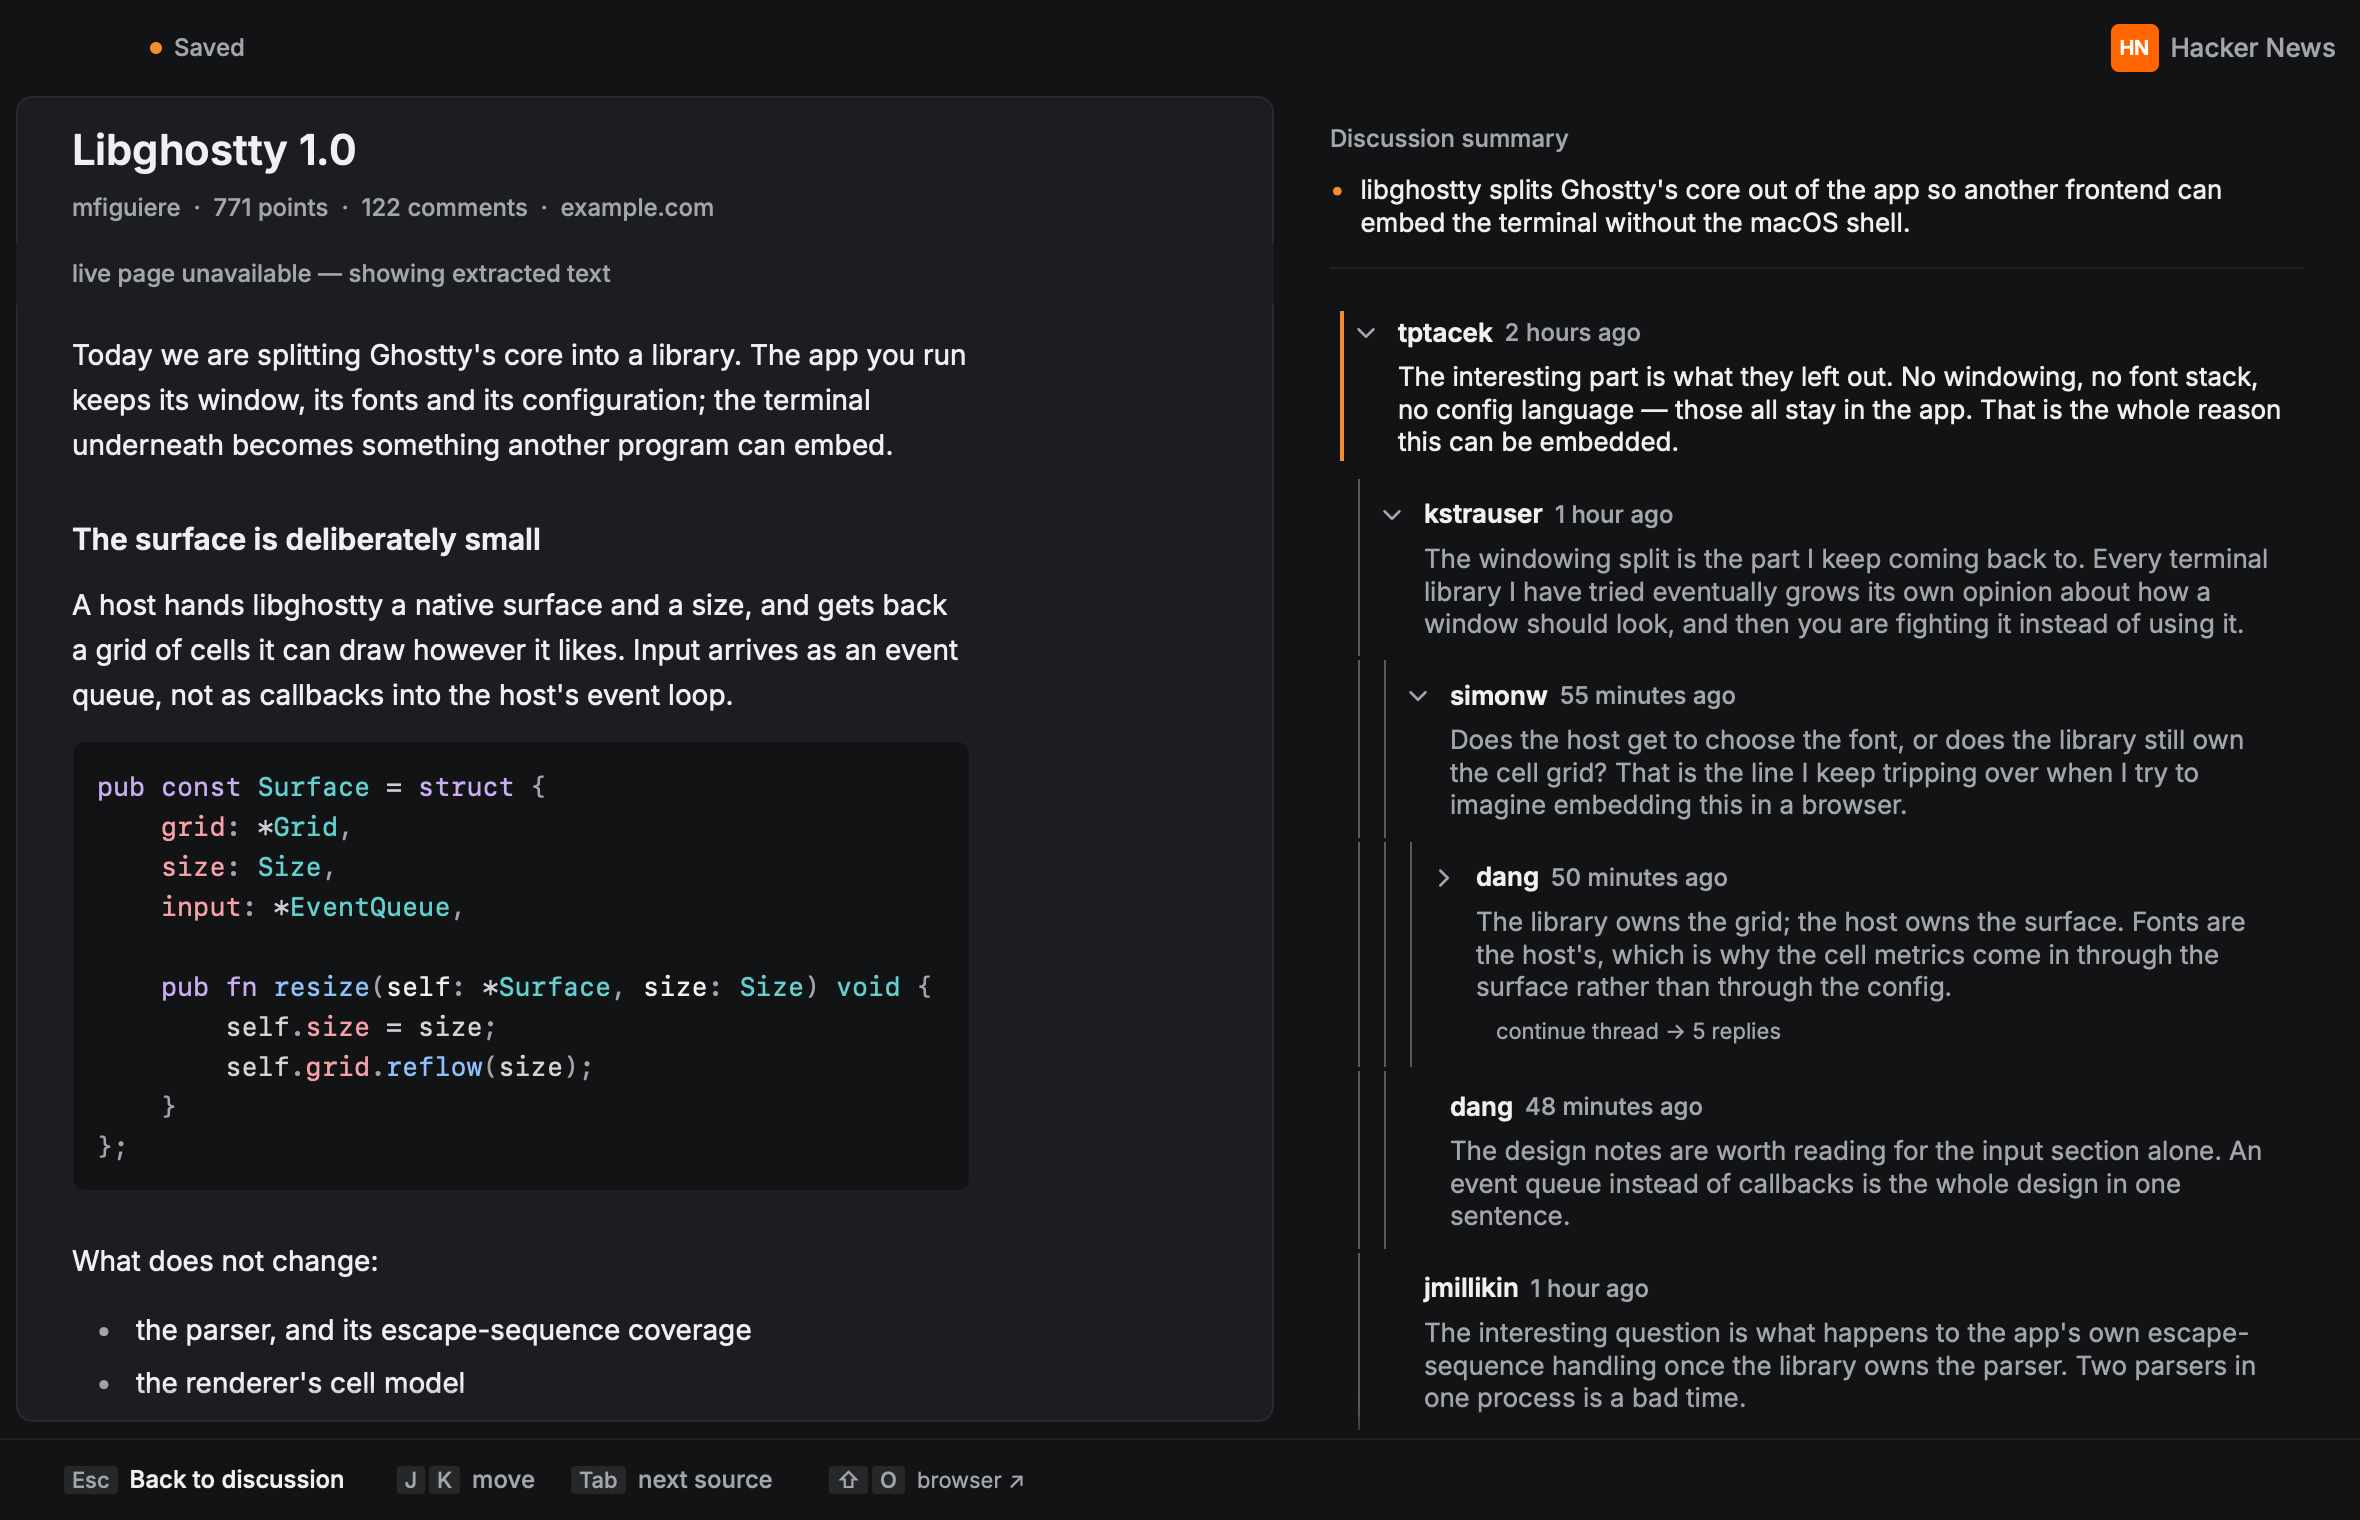 Saved
HN Hacker News
Libghostty 1.0
mfiguiere · 771 points · 122 comments · example.com
live page unavailable — showing extracted text
Today we are splitting Ghostty's core into a library. The app you run
keeps its window, its fonts and its configuration; the terminal
underneath becomes something another program can embed.
The surface is deliberately small
A host hands libghostty a native surface and a size, and gets back
a grid of cells it can draw however it likes. Input arrives as an event
queue, not as callbacks into the host's event loop.
pub const Surface = struct {
    grid: *Grid,
    size: Size,
    input: *EventQueue,
    pub fn resize(self: *Surface, size: Size) void {
        self.size = size;
        self.grid.reflow(size);
    }
};
What does not change:
• the parser, and its escape-sequence coverage
• the renderer's cell model
Discussion summary
• libghostty splits Ghostty's core out of the app so another frontend can
embed the terminal without the macOS shell.
tptacek 2 hours ago
The interesting part is what they left out. No windowing, no font stack,
no config language — those all stay in the app. That is the whole reason
this can be embedded.
kstrauser 1 hour ago
The windowing split is the part I keep coming back to. Every terminal
library I have tried eventually grows its own opinion about how a
window should look, and then you are fighting it instead of using it.
simonw 55 minutes ago
Does the host get to choose the font, or does the library still own
the cell grid? That is the line I keep tripping over when I try to
imagine embedding this in a browser.
dang 50 minutes ago
The library owns the grid; the host owns the surface. Fonts are
the host's, which is why the cell metrics come in through the
surface rather than through the config.
continue thread → 5 replies
dang 48 minutes ago
The design notes are worth reading for the input section alone. An
event queue instead of callbacks is the whole design in one
sentence.
jmillikin 1 hour ago
The interesting question is what happens to the app's own escape-
sequence handling once the library owns the parser. Two parsers in
one process is a bad time.
Esc Back to discussion J K move Tab next source ⇧ O browser ↗